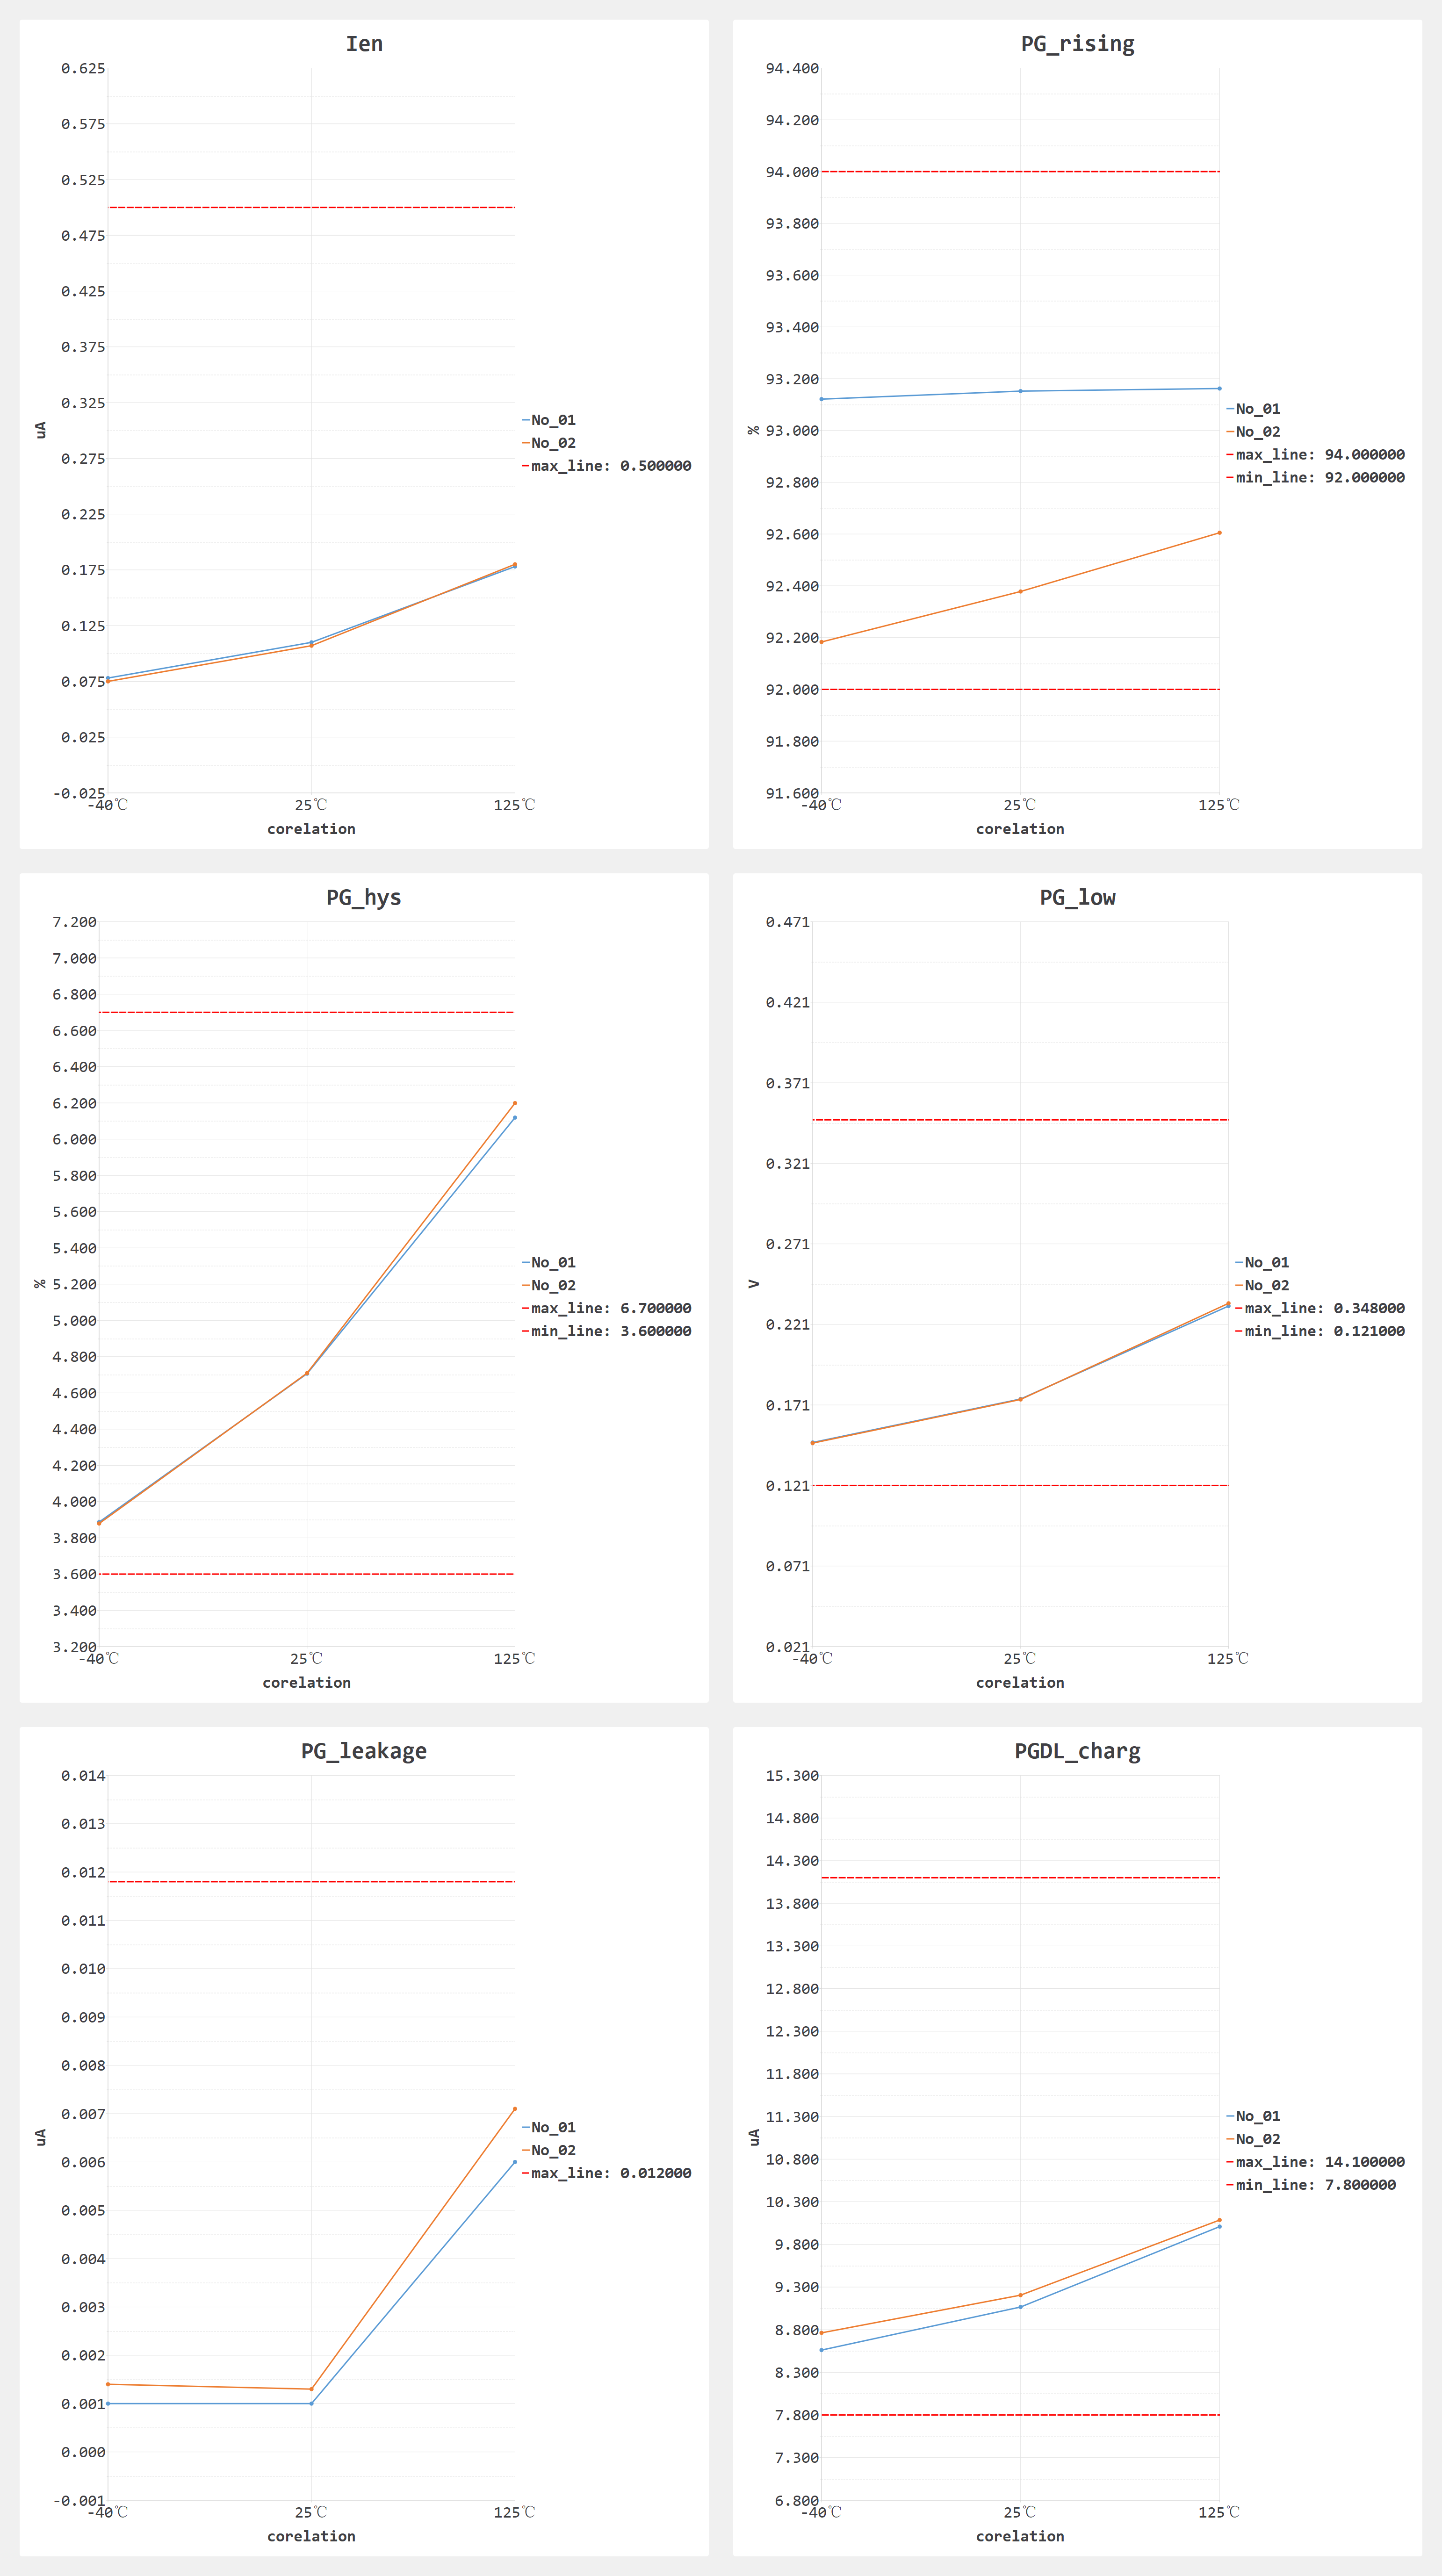 Ien
0.625
0.575
0.525
0.475
0.425
0.375
0.325
0.275
0.225
0.175
0.125
0.075
0.025
-0.025
uA
-40℃ 25℃ 125℃
corelation
No_01
No_02
max_line: 0.500000
PG_rising
94.400
94.200
94.000
93.800
93.600
93.400
93.200
93.000
92.800
92.600
92.400
92.200
92.000
91.800
91.600
%
-40℃ 25℃ 125℃
corelation
No_01
No_02
max_line: 94.000000
min_line: 92.000000
PG_hys
7.200
7.000
6.800
6.600
6.400
6.200
6.000
5.800
5.600
5.400
5.200
5.000
4.800
4.600
4.400
4.200
4.000
3.800
3.600
3.400
3.200
%
-40℃ 25℃ 125℃
corelation
No_01
No_02
max_line: 6.700000
min_line: 3.600000
PG_low
0.471
0.421
0.371
0.321
0.271
0.221
0.171
0.121
0.071
0.021
V
-40℃ 25℃ 125℃
corelation
No_01
No_02
max_line: 0.348000
min_line: 0.121000
PG_leakage
0.014
0.013
0.012
0.011
0.010
0.009
0.008
0.007
0.006
0.005
0.004
0.003
0.002
0.001
0.000
-0.001
uA
-40℃ 25℃ 125℃
corelation
No_01
No_02
max_line: 0.012000
PGDL_charg
15.300
14.800
14.300
13.800
13.300
12.800
12.300
11.800
11.300
10.800
10.300
9.800
9.300
8.800
8.300
7.800
7.300
6.800
uA
-40℃ 25℃ 125℃
corelation
No_01
No_02
max_line: 14.100000
min_line: 7.800000